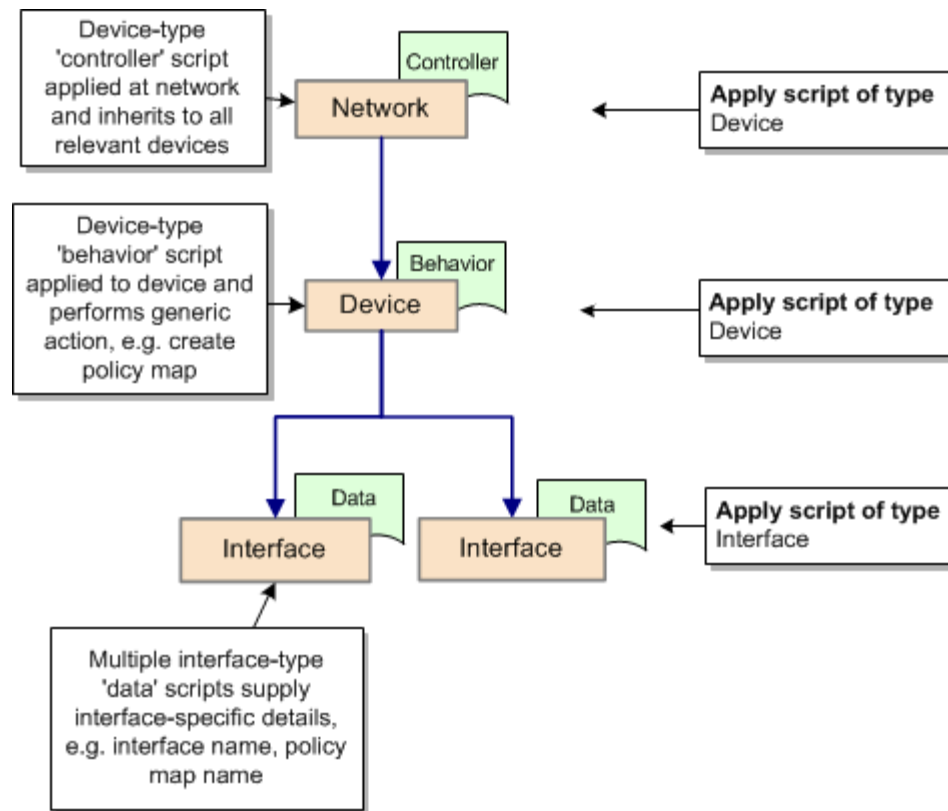 Device-type
'controller' script
applied at network
and inherits to all
relevant devices
Controller
Network
Apply script of type
Device
Device-type
'behavior' script
applied to device and
performs generic
action, e.g. create
policy map
Behavior
Device
Apply script of type
Device
Data
Interface
Data
Interface
Apply script of type
Interface
Multiple interface-type
'data' scripts supply
interface-specific details,
e.g. interface name, policy
map name